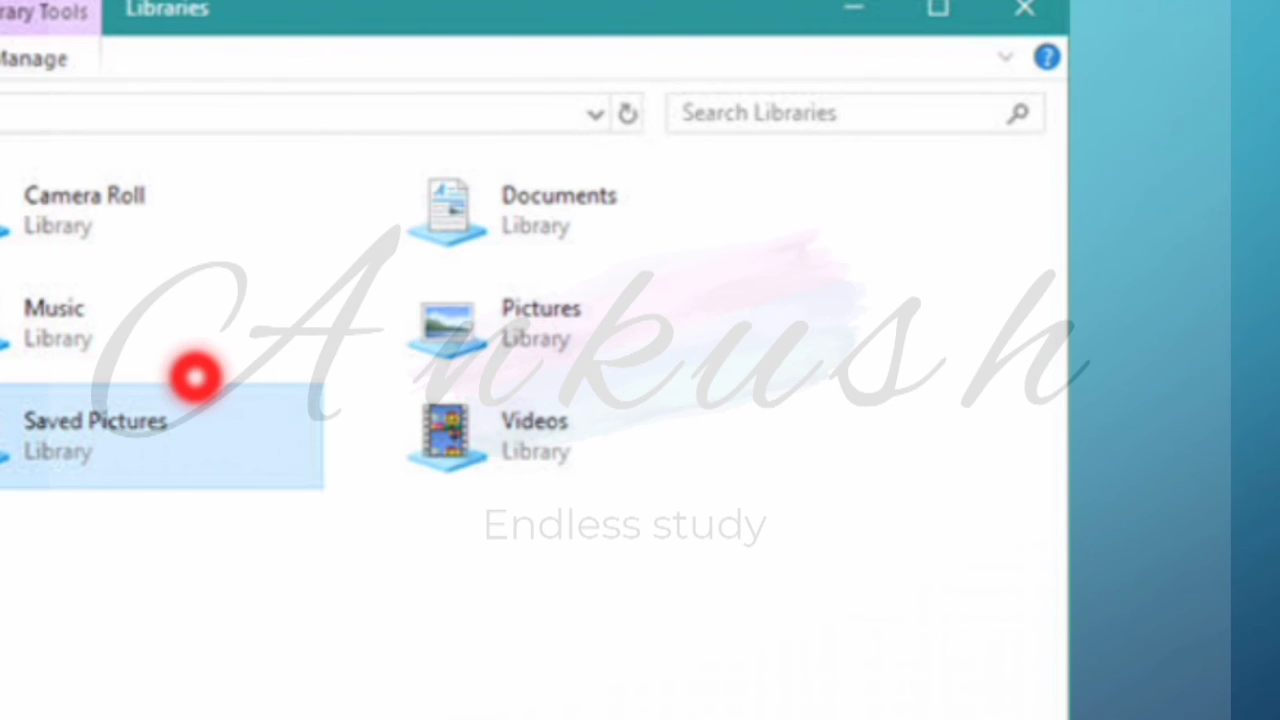 rary Tools
Libraries
Manage
Search Libraries
Camera Roll
Library
Documents
Library
Music
Library
Pictures
Library
Saved Pictures
Library
Videos
Library
Ankush
Endless study